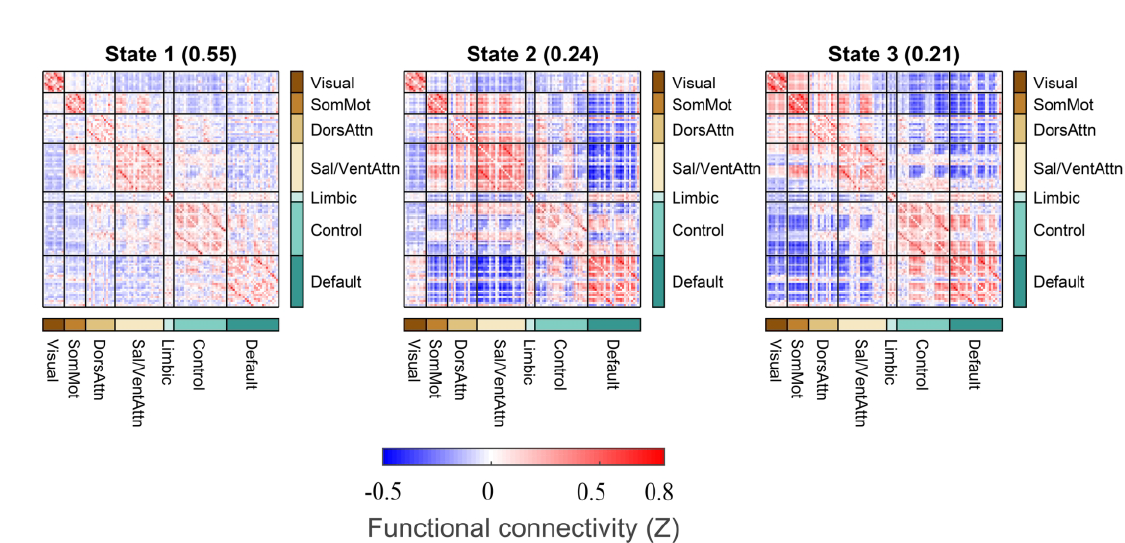 State 1 (0.55)
State 2 (0.24)
State 3 (0.21)
Visual
SomMot
DorsAttn
Sal/VentAttn
Limbic
Control
Default
Visual
SomMot
DorsAttn
Sal/VentAttn
Limbic
Control
Default
Visual
SomMot
DorsAttn
Sal/VentAttn
Limbic
Control
Default
Visual
SomMot
DorsAttn
Sal/VentAttn
Limbic
Control
Default
Visual
SomMot
DorsAttn
Sal/VentAttn
Limbic
Control
Default
Visual
SomMot
DorsAttn
Sal/VentAttn
Limbic
Control
Default
-0.5 0 0.5 0.8
Functional connectivity (Z)